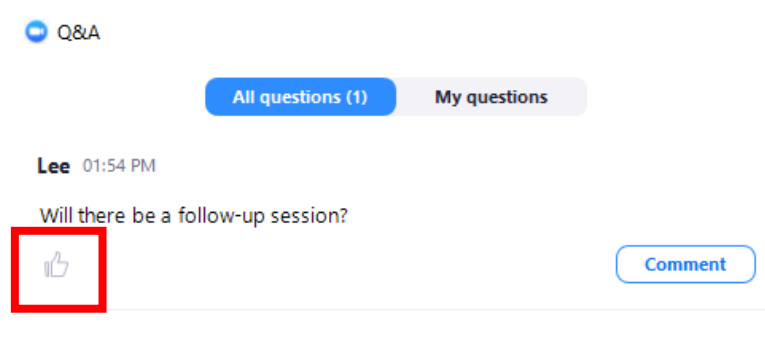 Q&A
All questions (1) My questions
Lee 01:54 PM
Will there be a follow-up session?
Comment